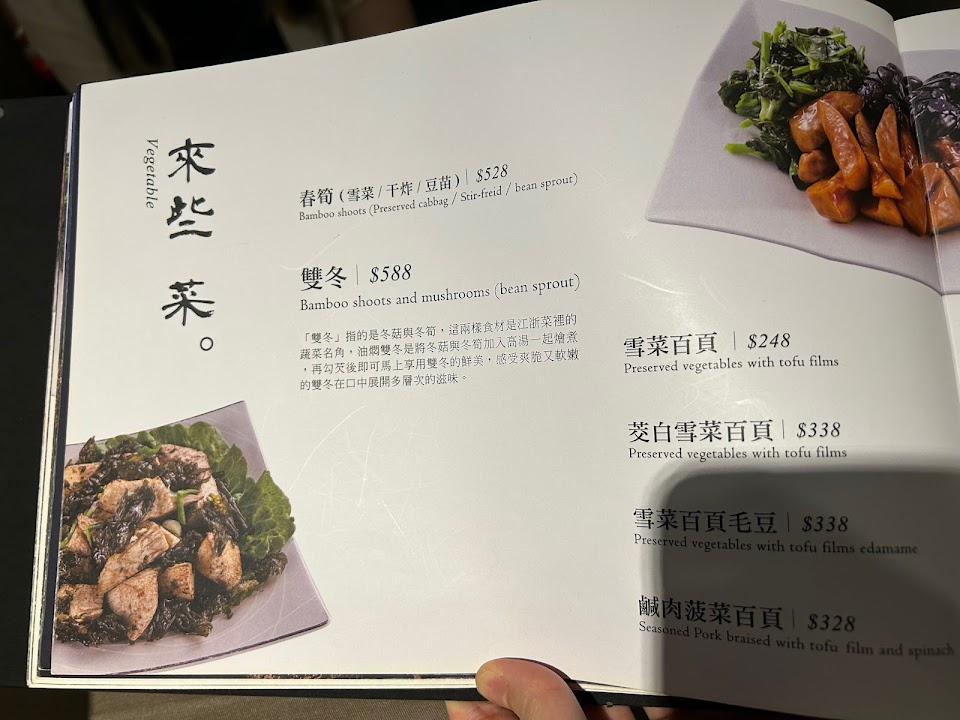 來些菜。
Vegetable
春筍 (雪菜 / 干炸 / 豆苗) | $528
Bamboo shoots (Preserved cabbag / Stir-freid / bean sprout)
雙冬 | $588
Bamboo shoots and mushrooms (bean sprout)
「雙冬」指的是冬菇與冬筍，這兩樣食材是江浙菜裡的
蔬菜名角，油燜雙冬是將冬菇與冬筍加入高湯一起燴煮
，再勾芡後即可馬上享用雙冬的鮮美，感受爽脆又軟嫩
的雙冬在口中展開多層次的滋味。
雪菜百頁 | $248
Preserved vegetables with tofu films
茭白雪菜百頁 | $338
Preserved vegetables with tofu films
雪菜百頁毛豆 | $338
Preserved vegetables with tofu films edamame
鹹肉菠菜百頁 | $328
Seasoned Pork braised with tofu film and spinach